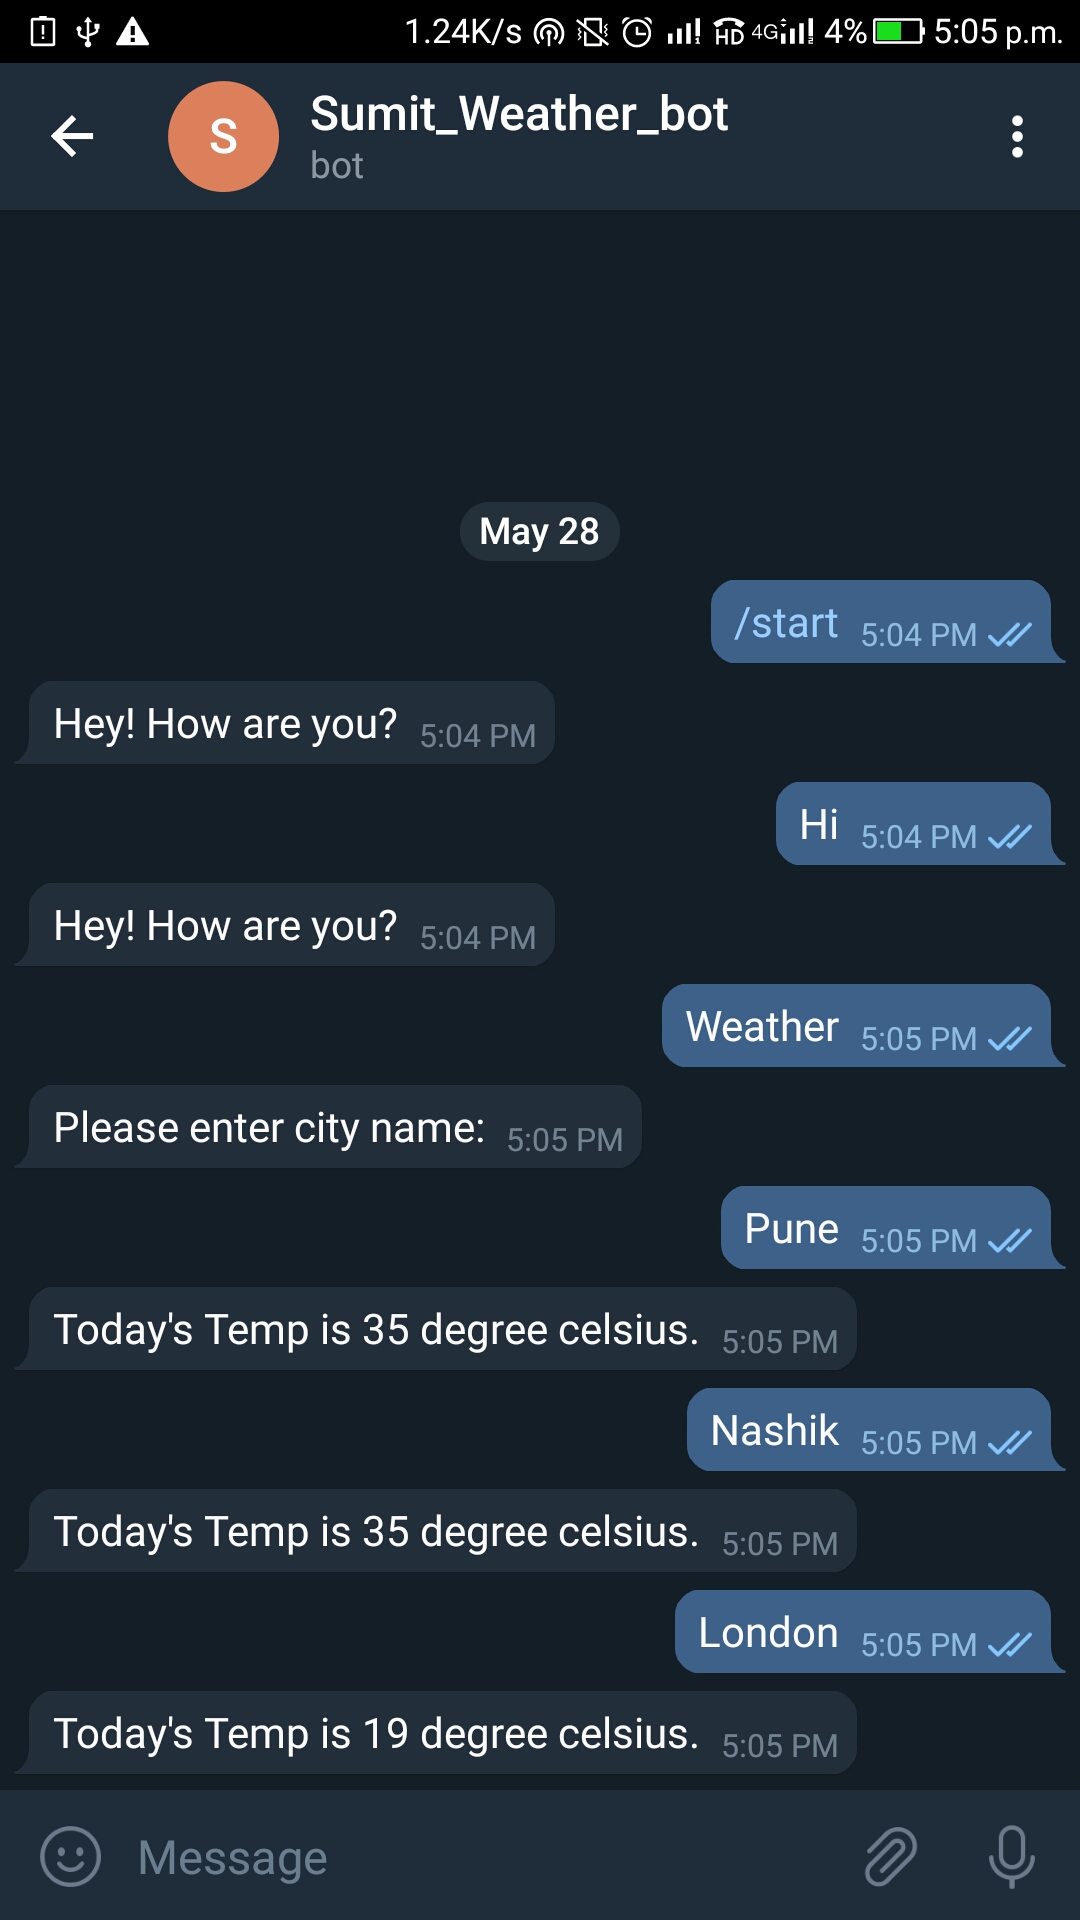 1.24K/s HD 4G 4% 5:05 p.m.
S
Sumit_Weather_bot
bot
May 28
/start 5:04 PM
Hey! How are you? 5:04 PM
Hi 5:04 PM
Hey! How are you? 5:04 PM
Weather 5:05 PM
Please enter city name: 5:05 PM
Pune 5:05 PM
Today's Temp is 35 degree celsius. 5:05 PM
Nashik 5:05 PM
Today's Temp is 35 degree celsius. 5:05 PM
London 5:05 PM
Today's Temp is 19 degree celsius. 5:05 PM
Message